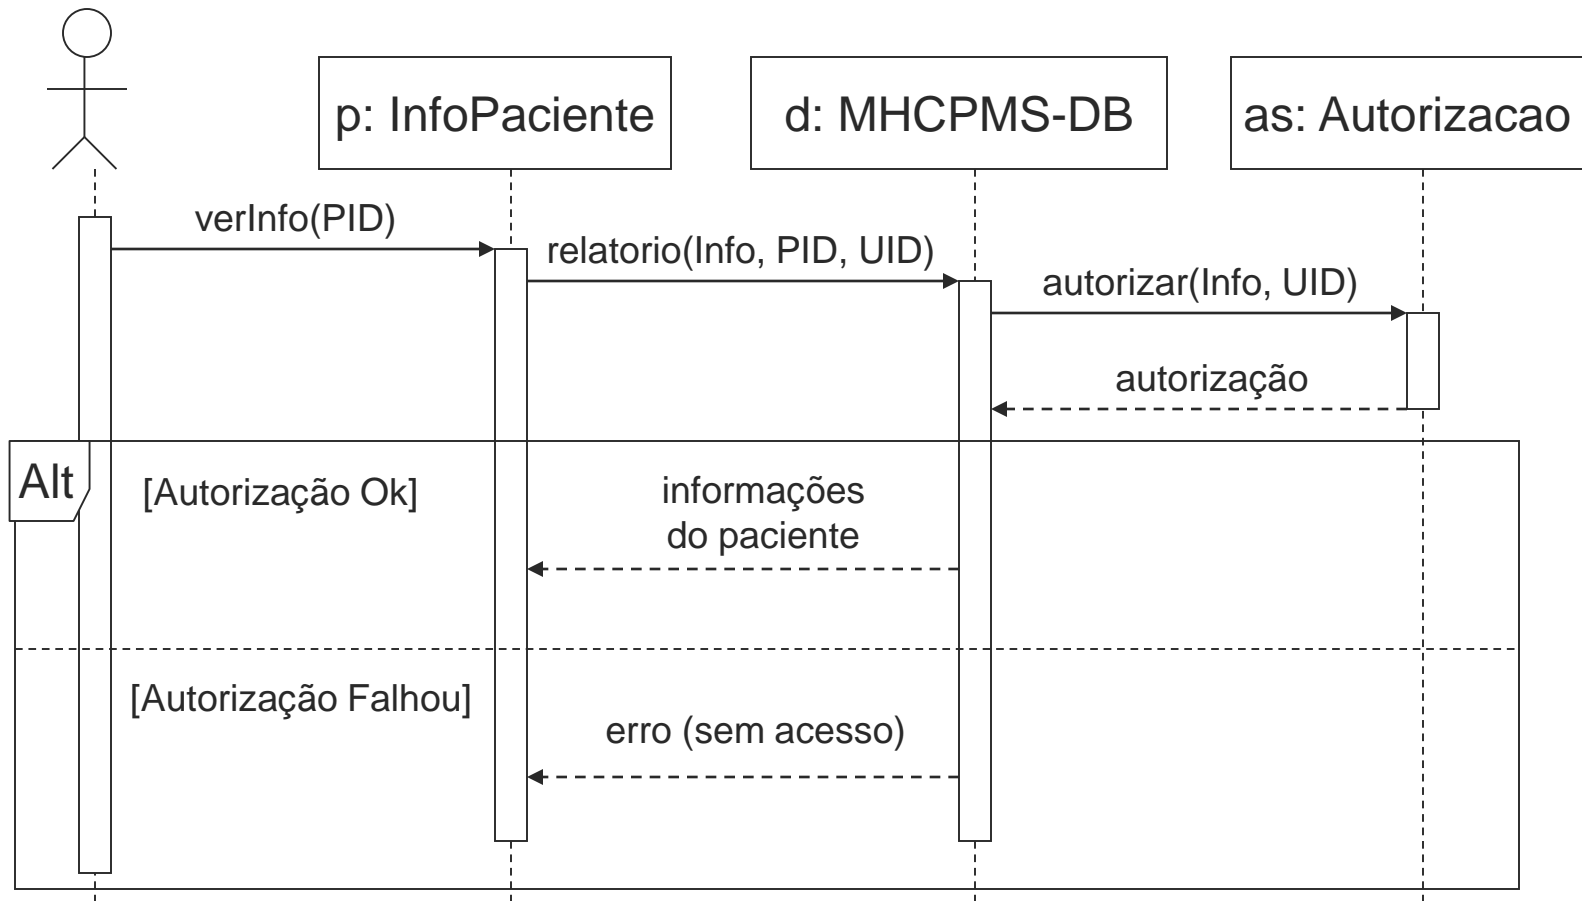 p: InfoPaciente
d: MHCPMS-DB
as: Autorizacao
verInfo(PID)
relatorio(Info, PID, UID)
autorizar(Info, UID)
autorização
Alt
[Autorização Ok]
informações
do paciente
[Autorização Falhou]
erro (sem acesso)